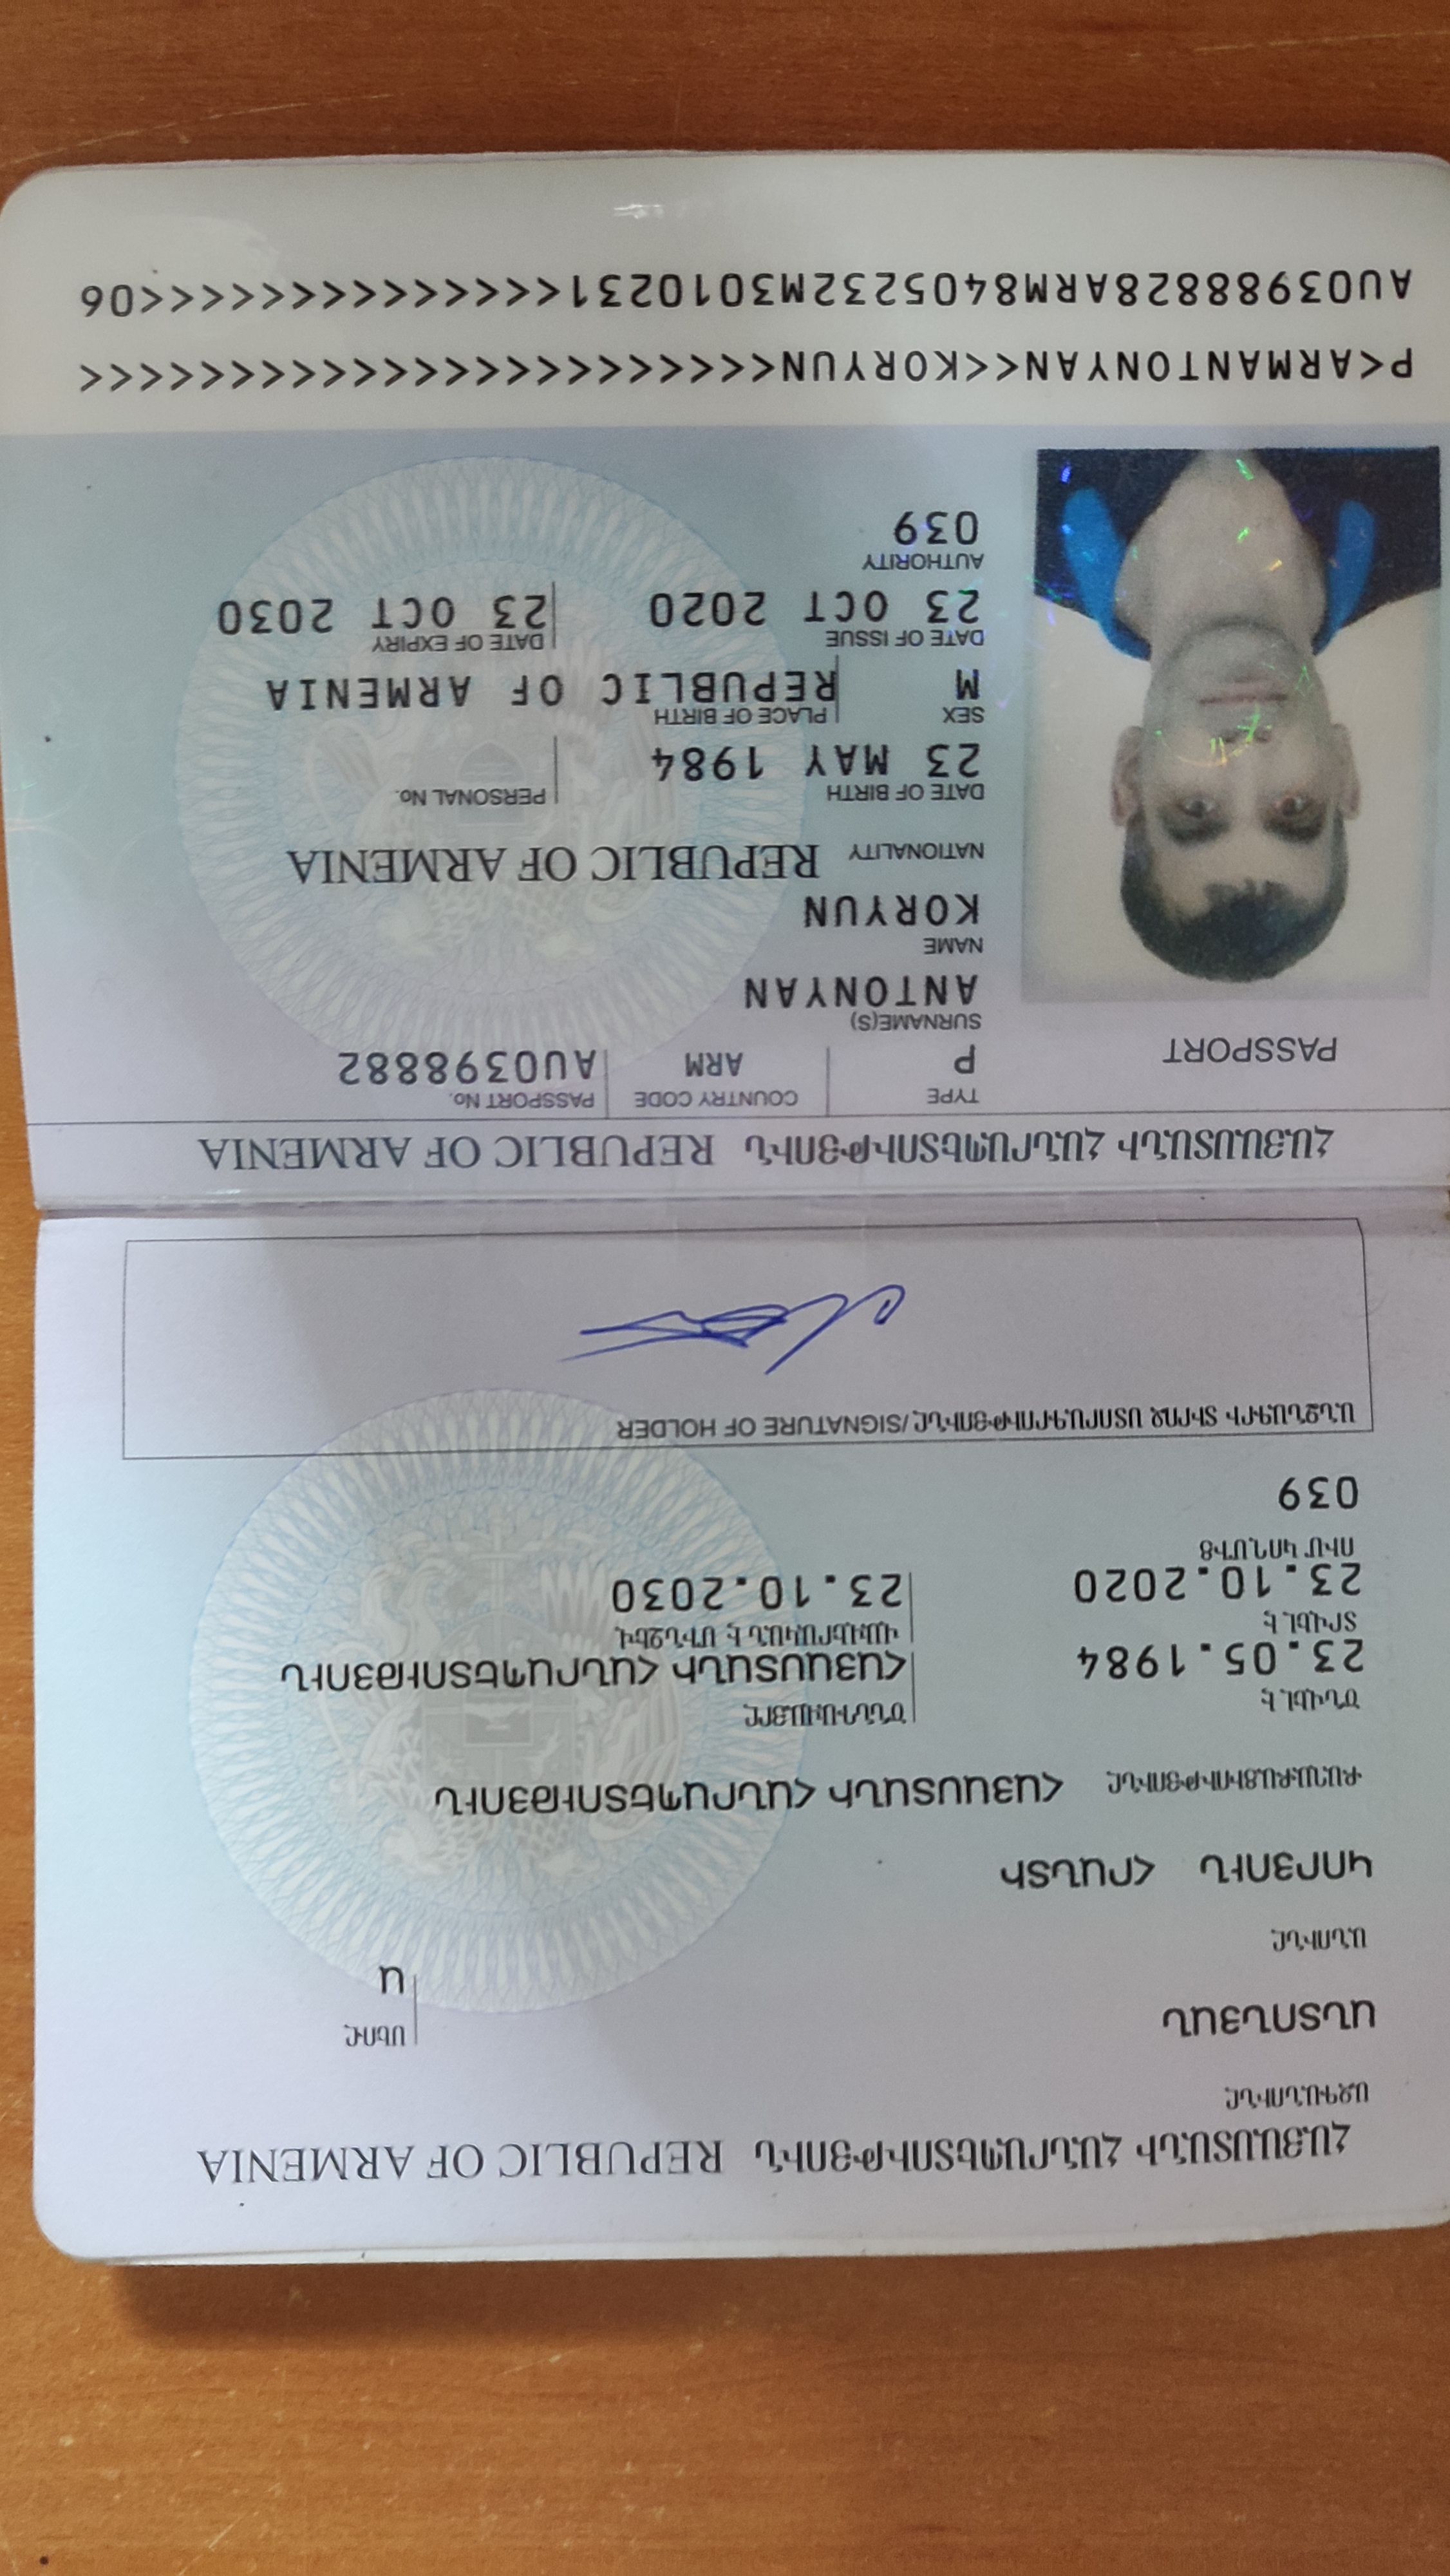 ՀԱՅԱՍՏԱՆԻ ՀԱՆՐԱՊԵՏՈՒԹՅՈՒՆ REPUBLIC OF ARMENIA
ԱԶԳԱՆՈՒՆԸ
ԱՆՏՈՆՅԱՆ
ՍԵՌԸ
Ա
ԱՆՈՒՆԸ
ԿՈՐՅՈՒՆ ՀՐԱՆՏԻ
ՔԱՂԱՔԱՑԻՈՒԹՅՈՒՆԸ ՀԱՅԱՍՏԱՆԻ ՀԱՆՐԱՊԵՏՈՒԹՅՈՒՆ
ԾՆՎԵԼ Է ԾՆՆԴԱՎԱՅՐԸ
23.05.1984 ՀԱՅԱՍՏԱՆԻ ՀԱՆՐԱՊԵՏՈՒԹՅՈՒՆ
ՏՐՎԵԼ Է ՎԱՎԵՐԱԿԱՆ Է ՄԻՆՉԵՎ
23.10.2020 23.10.2030
ՈՒՄ ԿՈՂՄԻՑ
039
ԱՆՁՆԱԳՐԻ ՏԻՐՈՋ ՍՏՈՐԱԳՐՈՒԹՅՈՒՆԸ/SIGNATURE OF HOLDER
ՀԱՅԱՍՏԱՆԻ ՀԱՆՐԱՊԵՏՈՒԹՅՈՒՆ REPUBLIC OF ARMENIA
PASSPORT
TYPE COUNTRY CODE PASSPORT No.
P ARM AU0398882
SURNAME(S)
ANTONYAN
NAME
KORYUN
NATIONALITY REPUBLIC OF ARMENIA
DATE OF BIRTH PERSONAL No.
23 MAY 1984
SEX PLACE OF BIRTH
M REPUBLIC OF ARMENIA
DATE OF ISSUE DATE OF EXPIRY
23 OCT 2020 23 OCT 2030
AUTHORITY
039
P<ARMANTONYAN<<KORYUN<<<<<<<<<<<<<<<<<<<<<<<
AU03988828ARM8405232M3010231<<<<<<<<<<<<<<06